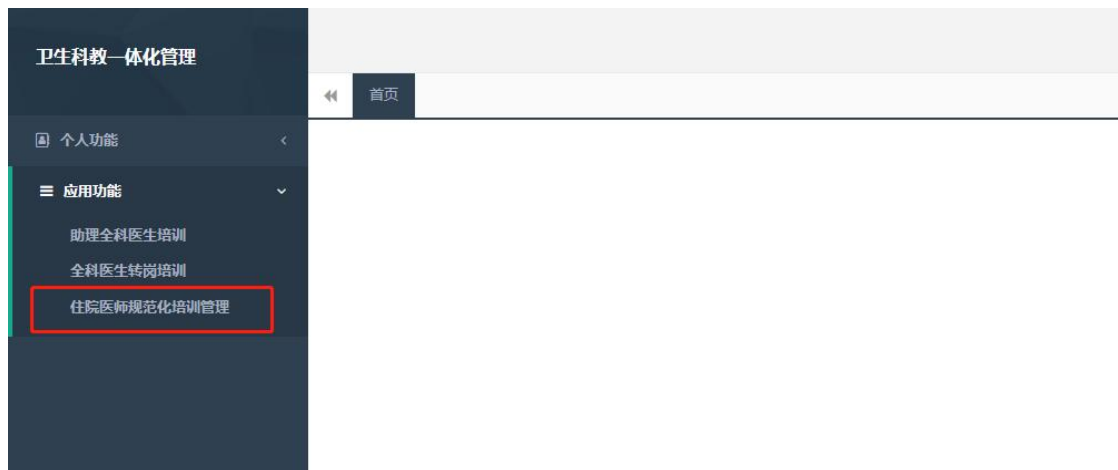 卫生科教一体化管理
首页
个人功能
应用功能
助理全科医生培训
全科医生转岗培训
住院医师规范化培训管理